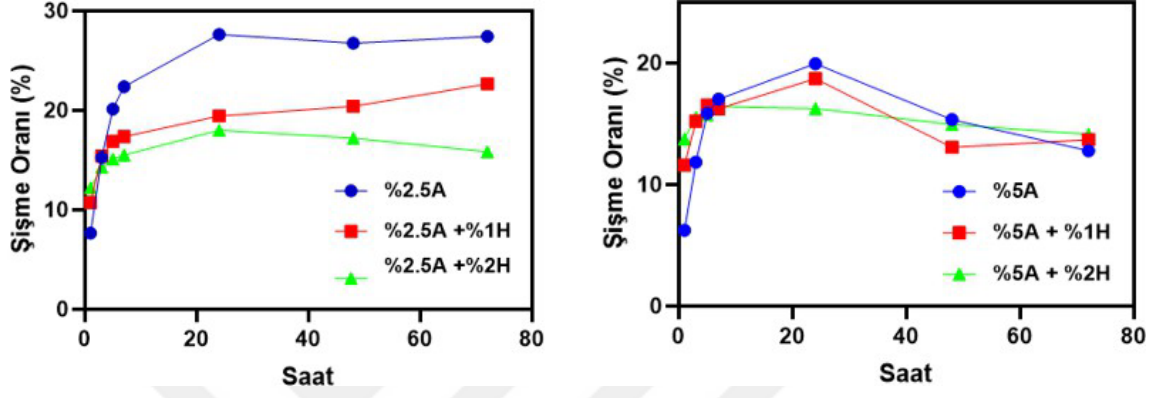 Şişme Oranı (%)
30
20
10
0
%2.5A
%2.5A +%1H
%2.5A +%2H
0 20 40 60 80
Saat
Şişme Oranı (%)
20
10
0
%5A
%5A + %1H
%5A + %2H
0 20 40 60 80
Saat